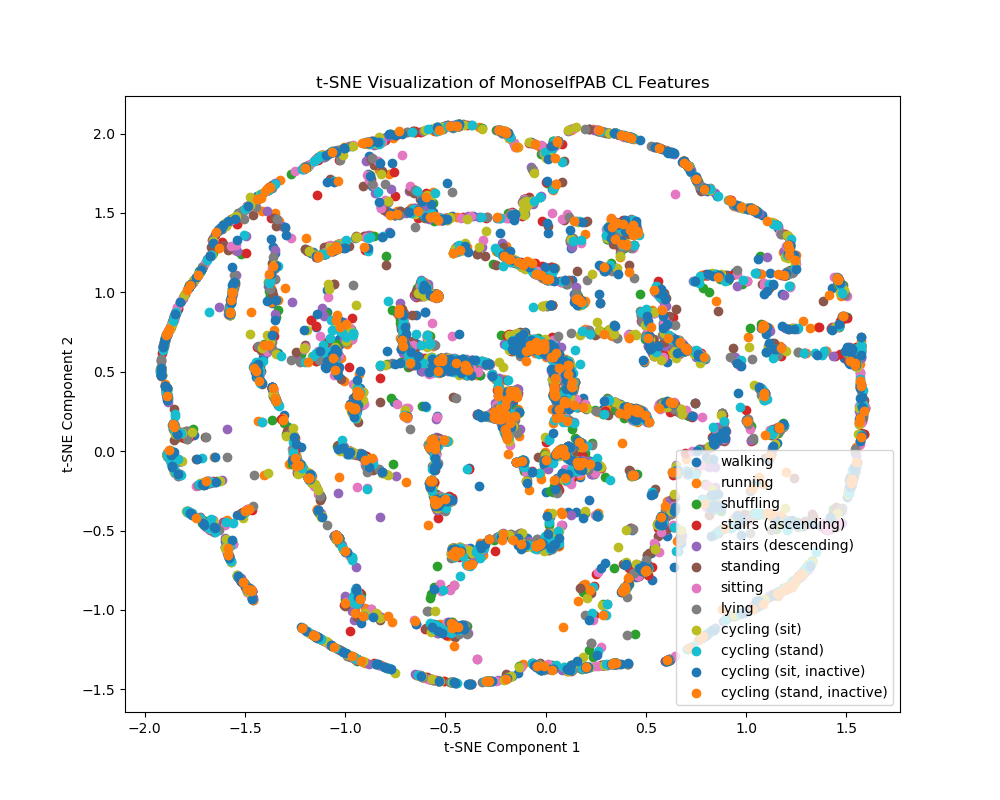 t-SNE Visualization of MonoselfPAB CL Features
t-SNE Component 2
2.0
1.5
1.0
0.5
0.0
−0.5
−1.0
−1.5
walking
running
shuffling
stairs (ascending)
stairs (descending)
standing
sitting
lying
cycling (sit)
cycling (stand)
cycling (sit, inactive)
cycling (stand, inactive)
−2.0 −1.5 −1.0 −0.5 0.0 0.5 1.0 1.5
t-SNE Component 1